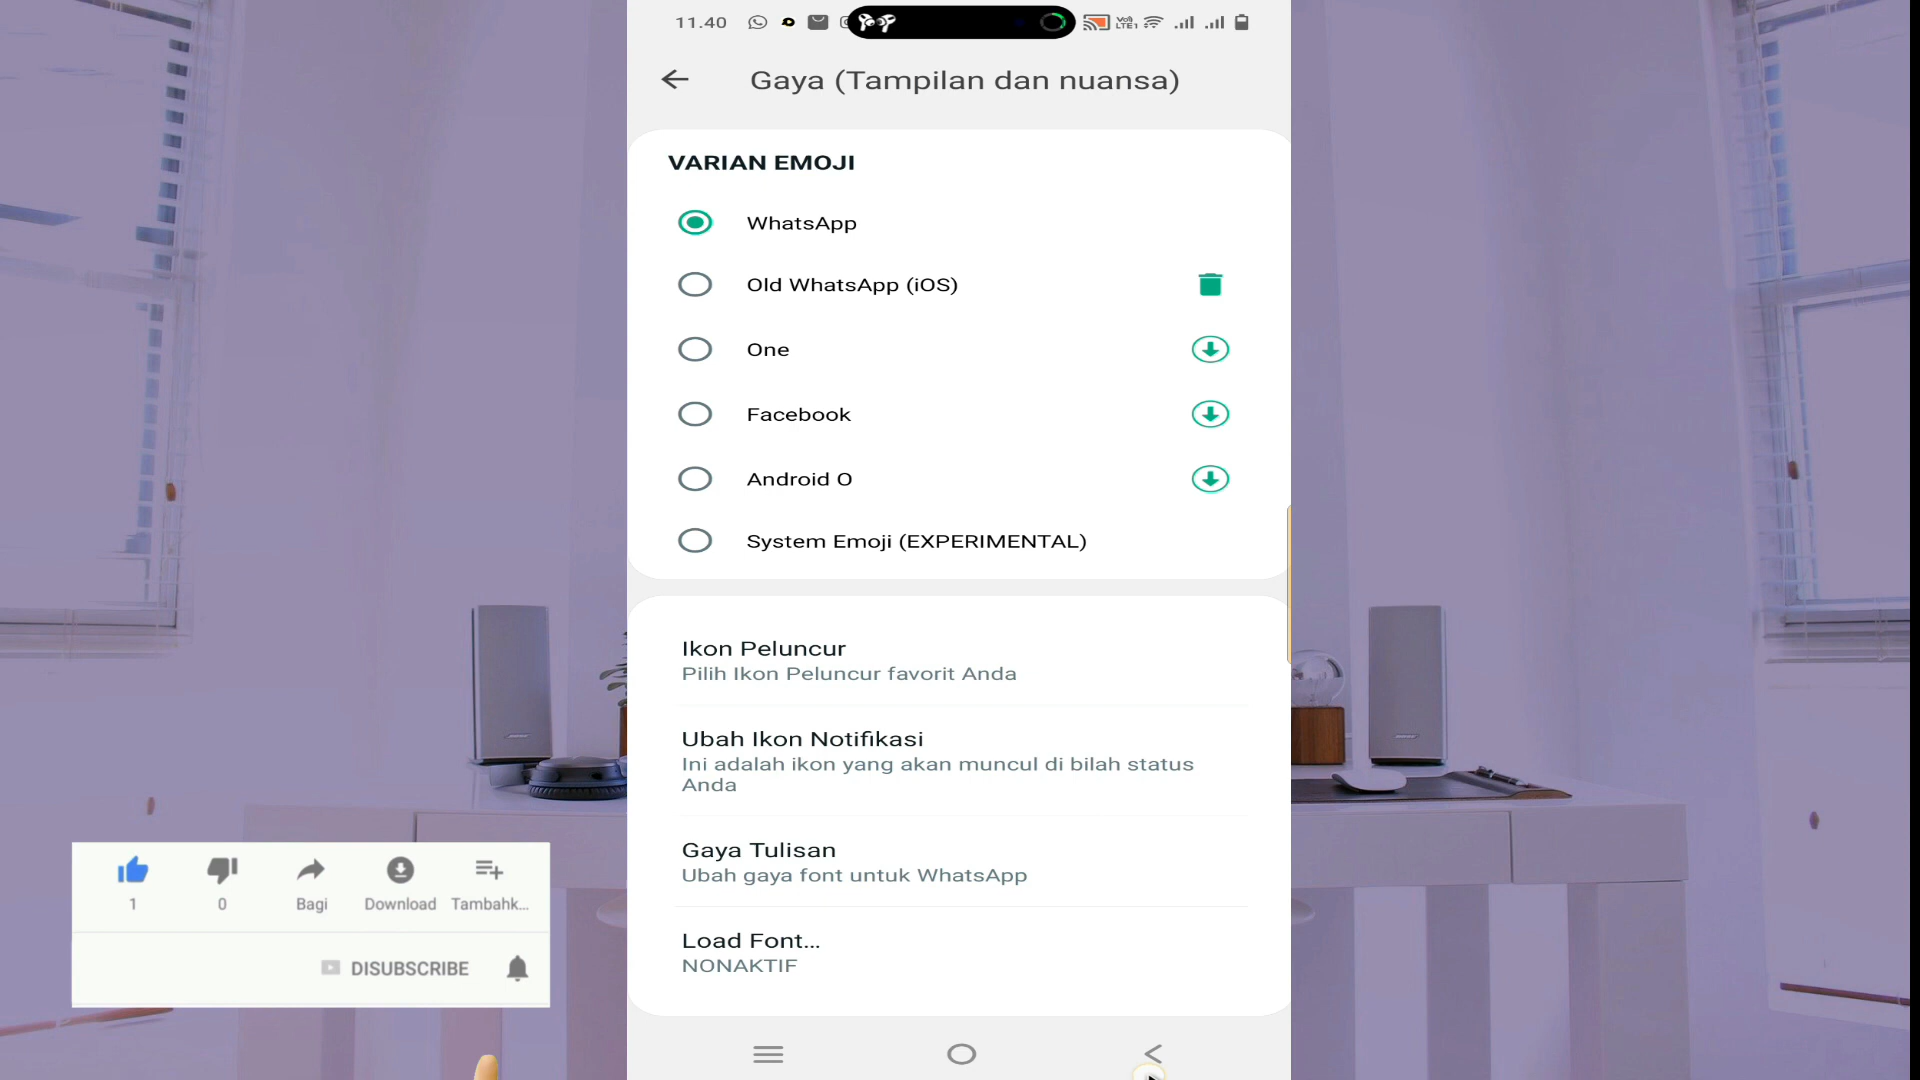 11.40
VoD
LTE1
Gaya (Tampilan dan nuansa)
VARIAN EMOJI
WhatsApp
Old WhatsApp (iOS)
One
Facebook
Android O
System Emoji (EXPERIMENTAL)
Ikon Peluncur
Pilih Ikon Peluncur favorit Anda
Ubah Ikon Notifikasi
Ini adalah ikon yang akan muncul di bilah status
Anda
Gaya Tulisan
Ubah gaya font untuk WhatsApp
Load Font...
NONAKTIF
1 0 Bagi Download Tambahk...
DISUBSCRIBE